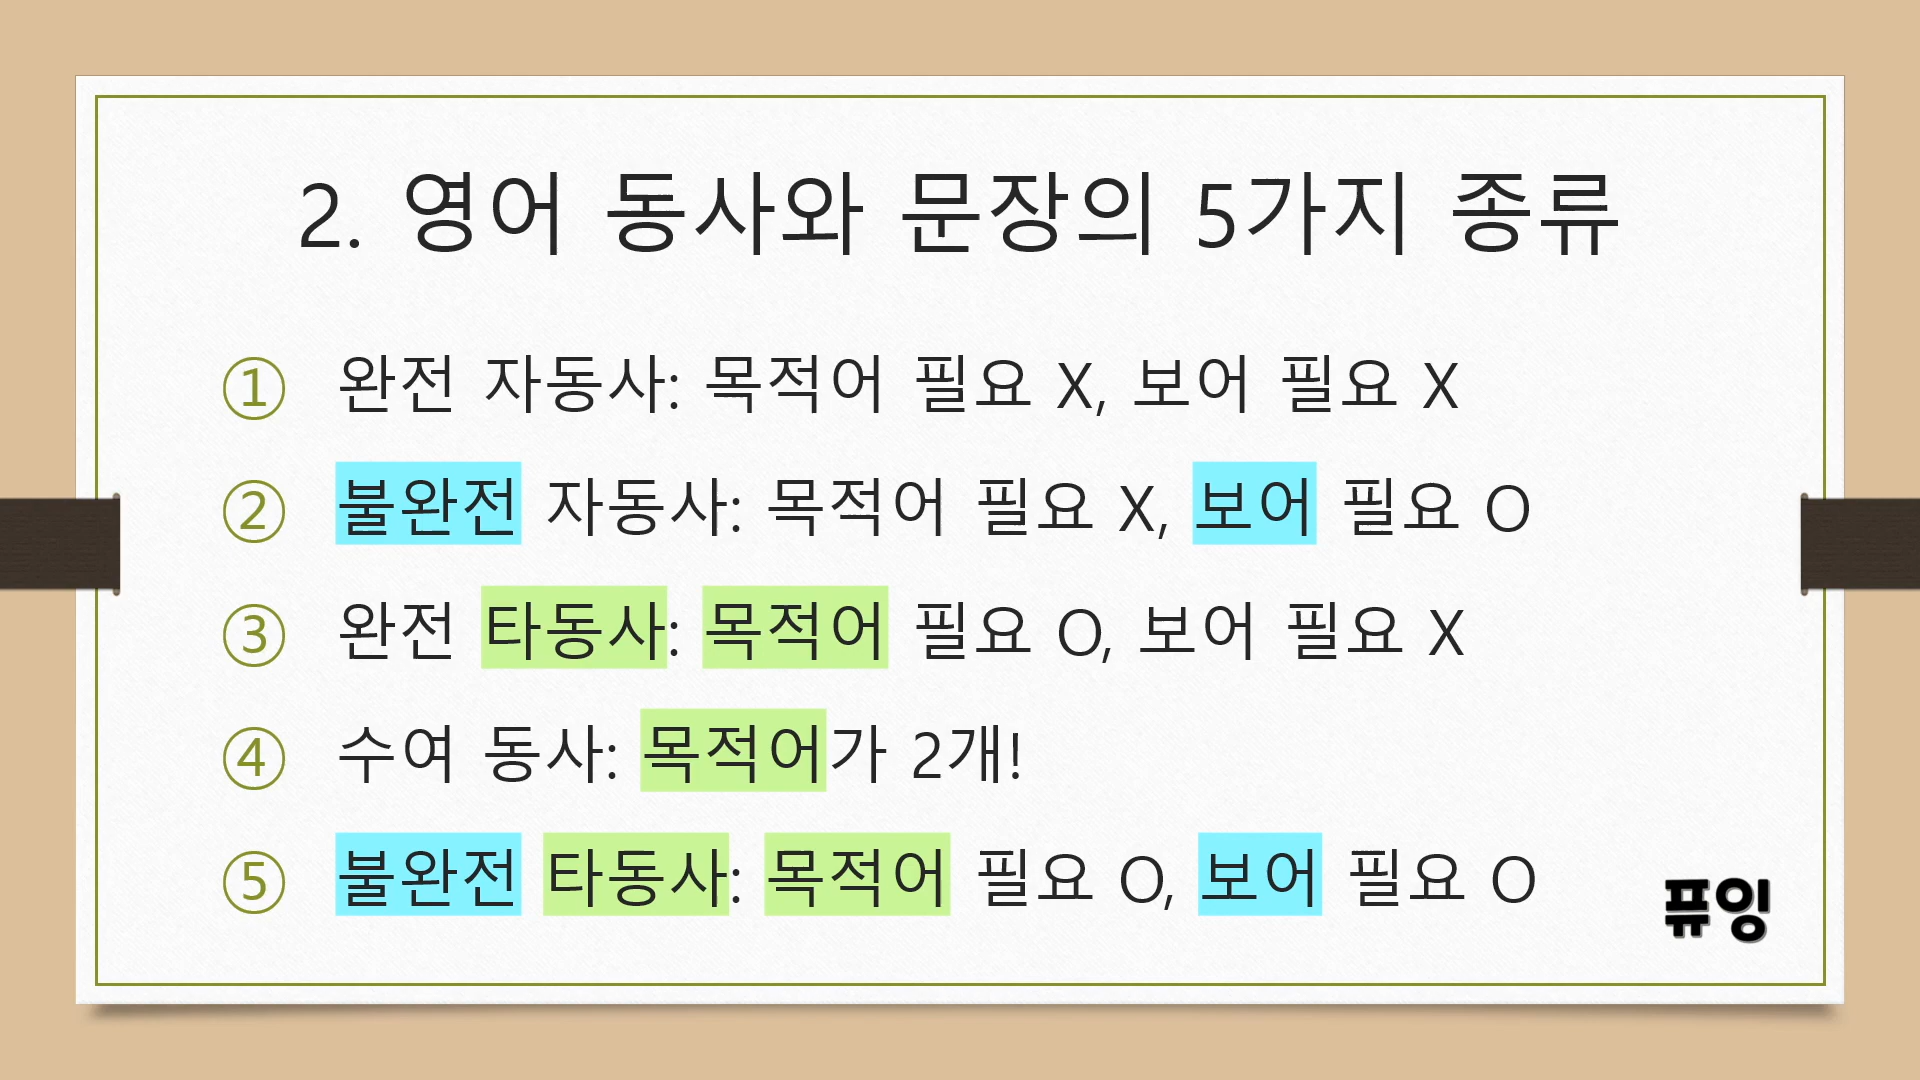 2. 영어 동사와 문장의 5가지 종류
① 완전 자동사: 목적어 필요 X, 보어 필요 X
② 불완전 자동사: 목적어 필요 X, 보어 필요 O
③ 완전 타동사: 목적어 필요 O, 보어 필요 X
④ 수여 동사: 목적어가 2개!
⑤ 불완전 타동사: 목적어 필요 O, 보어 필요 O
퓨잉